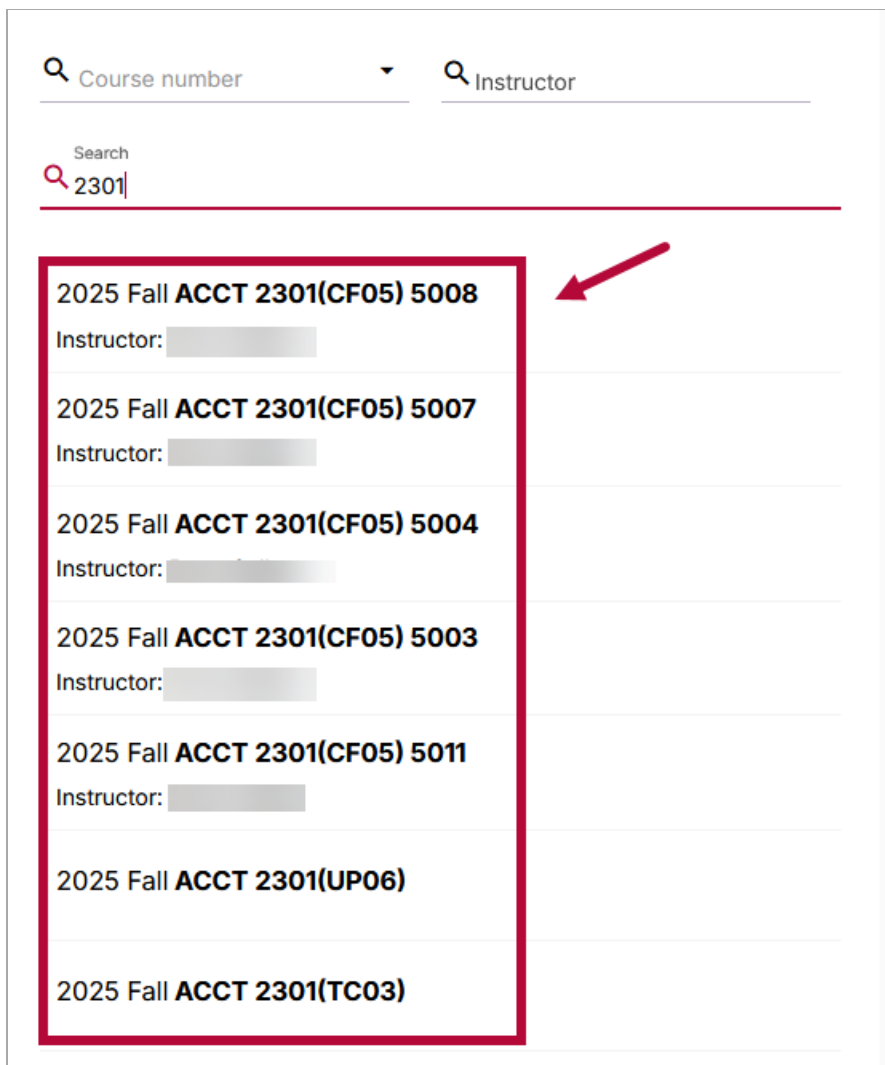 Course number
Instructor
Search
2301
2025 Fall ACCT 2301(CF05) 5008
Instructor:
2025 Fall ACCT 2301(CF05) 5007
Instructor:
2025 Fall ACCT 2301(CF05) 5004
Instructor:
2025 Fall ACCT 2301(CF05) 5003
Instructor:
2025 Fall ACCT 2301(CF05) 5011
Instructor:
2025 Fall ACCT 2301(UP06)
2025 Fall ACCT 2301(TC03)